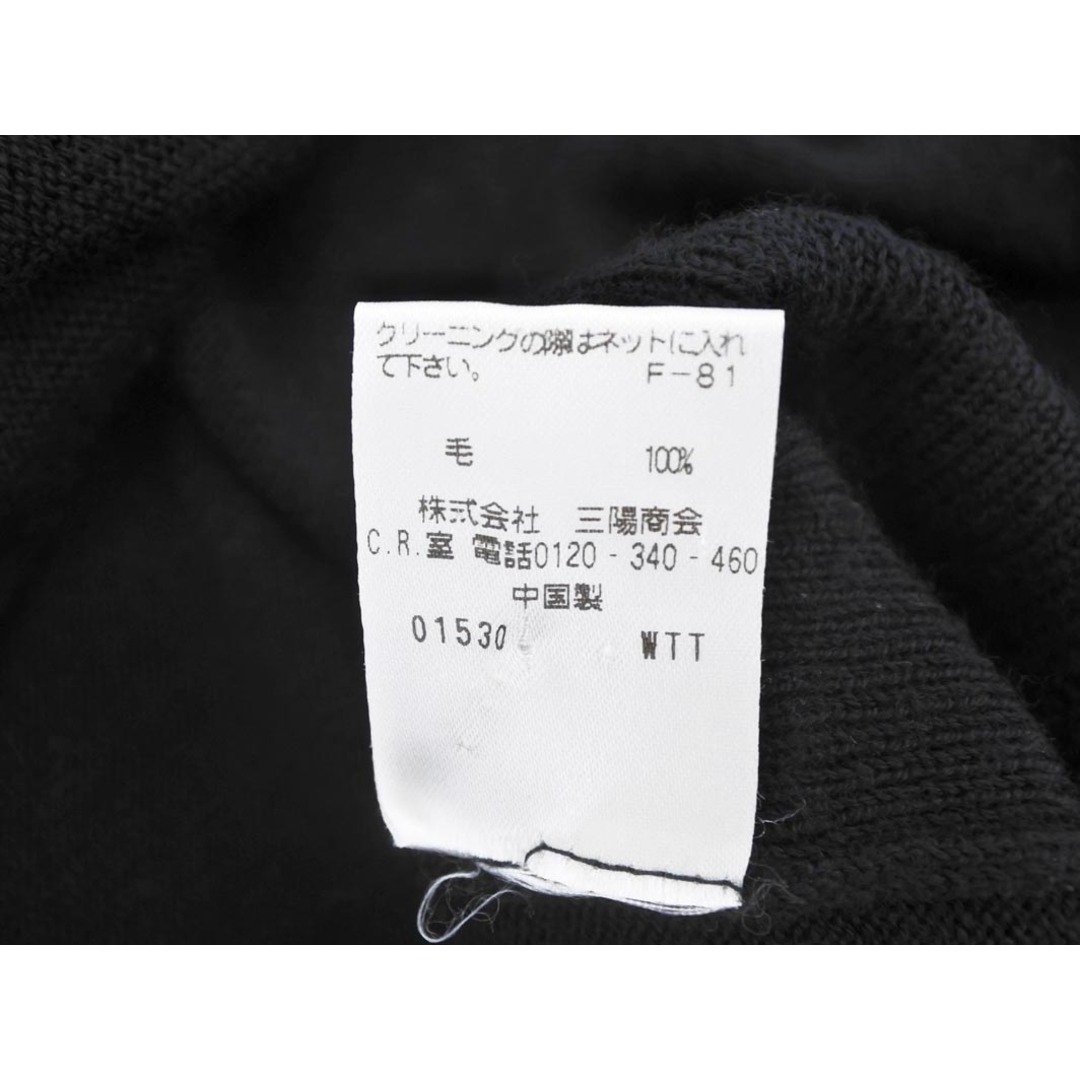 クリーニングの際はネットに入れ
て下さい。 F-81
毛 100%
株式会社 三陽商会
C.R.室 電話0120-340-460
中国製
01530 WTT